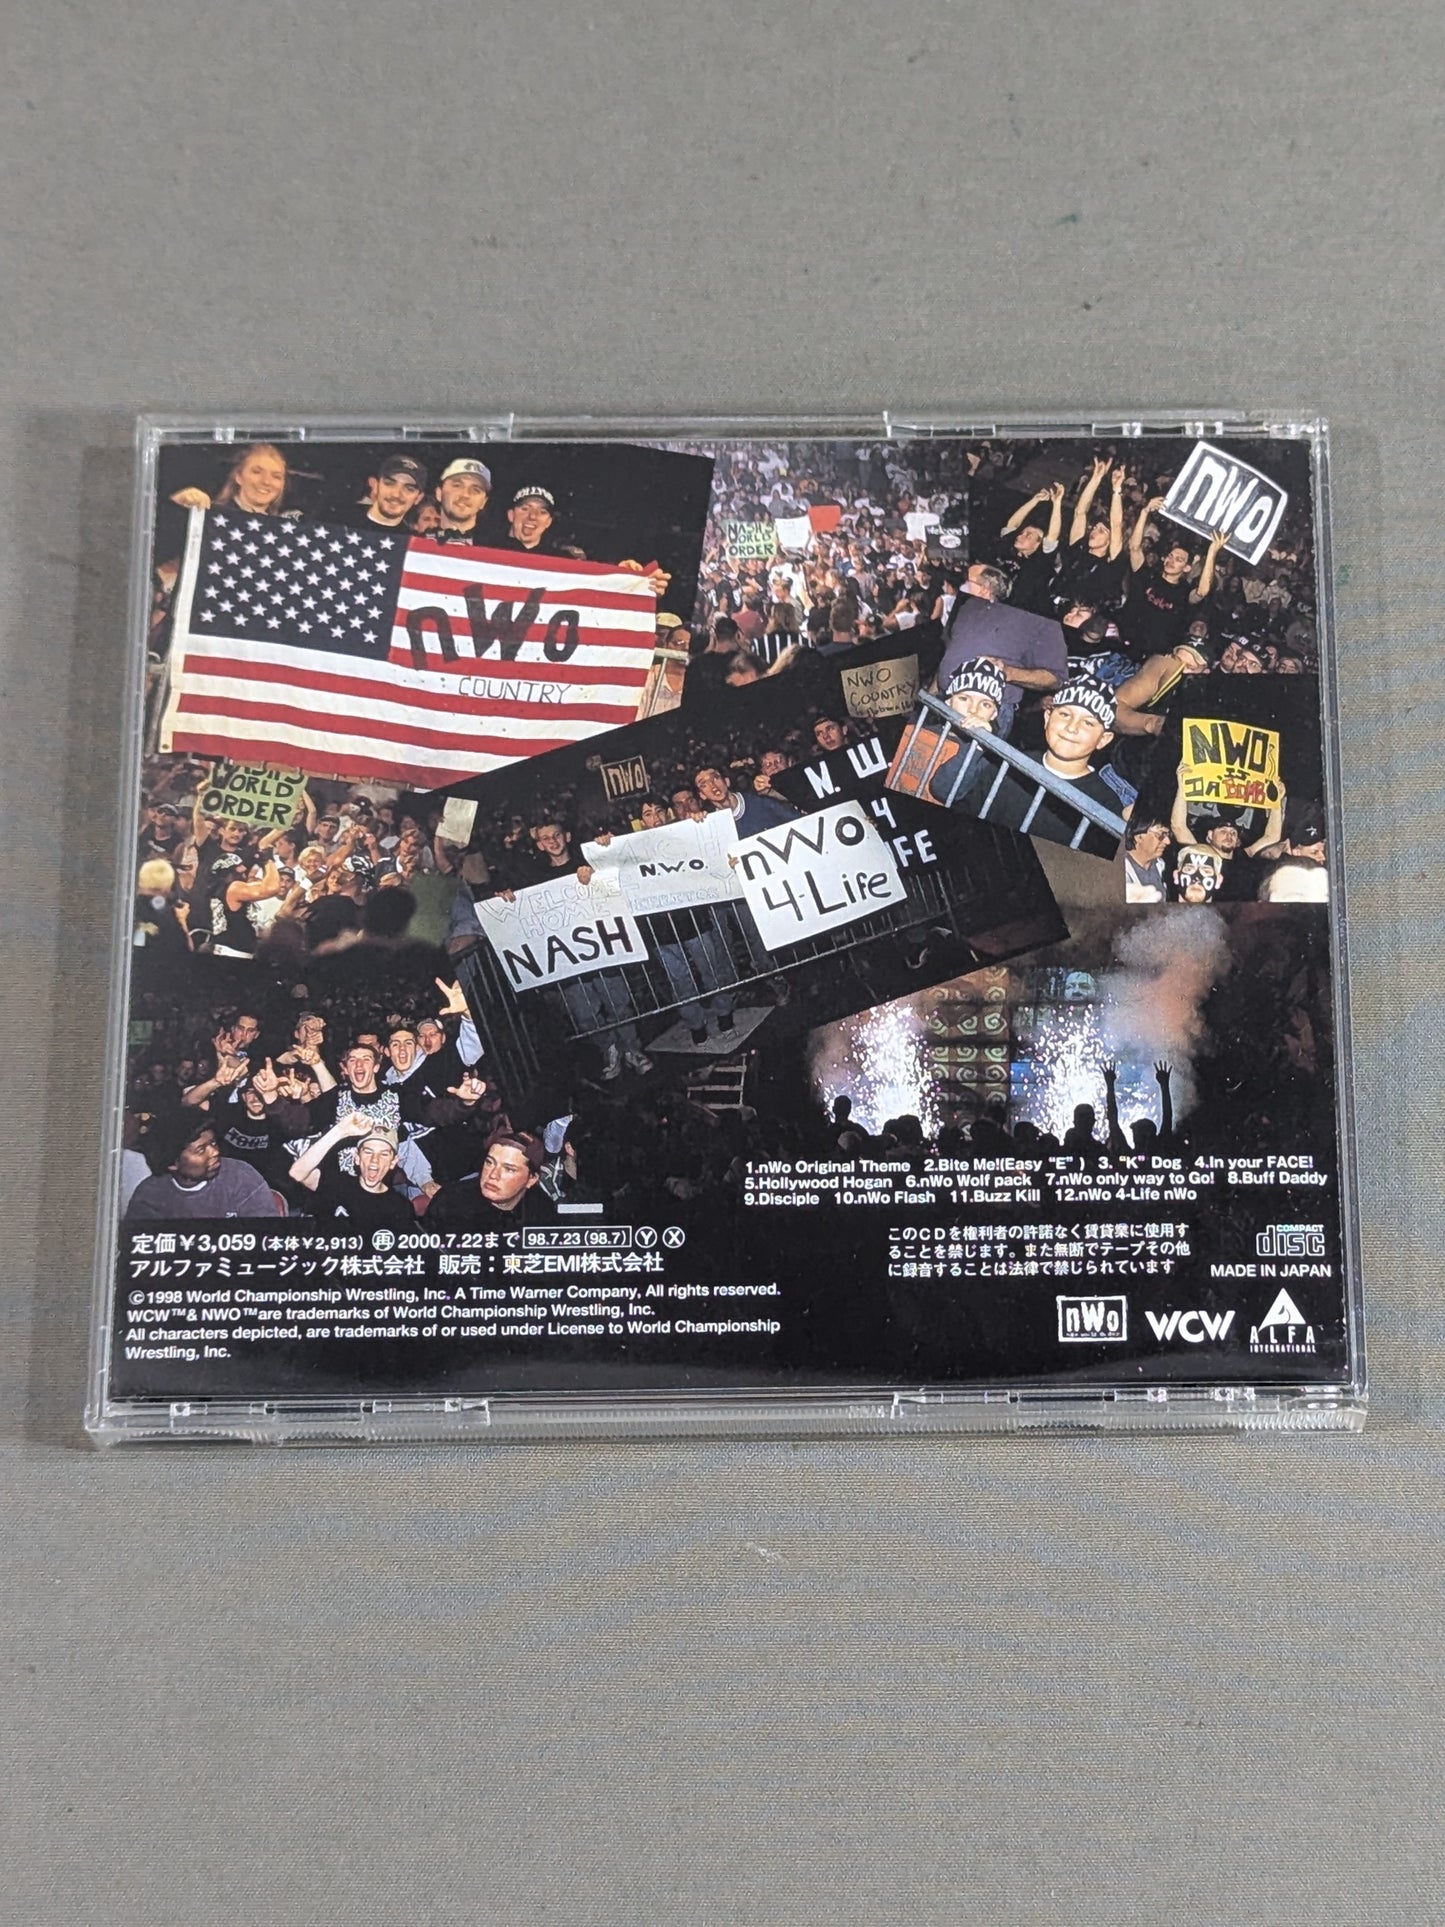 nWo
COUNTRY
NASH'S
WORLD
ORDER
nWo
HOLLYWOOD
NWO
COUNTRY
NWO
IS
DA BOMB
WORLD
ORDER
nWo
N. W.
4
nWo
4-Life
N.W.O.
WELCOME
HOME
NASH
1.nWo Original Theme 2.Bite Me!(Easy “E” ) 3. “K” Dog 4.In your FACE!
5.Hollywood Hogan 6.nWo Wolf pack 7.nWo only way to Go! 8.Buff Daddy
9.Disciple 10.nWo Flash 11.Buzz Kill 12.nWo 4-Life nWo
定価￥3,059 (本体￥2,913) 再 2000.7.22まで 98.7.23 (98.7) Y X
アルファミュージック株式会社 販売：東芝EMI株式会社
©1998 World Championship Wrestling, Inc. A Time Warner Company, All rights reserved.
WCW™& NWO™are trademarks of World Championship Wrestling, Inc.
All characters depicted, are trademarks of or used under License to World Championship
Wrestling, Inc.
このＣＤを権利者の許諾なく賃貸業に使用す
ることを禁じます。また無断でテープその他
に録音することは法律で禁じられています
COMPACT
disc
MADE IN JAPAN
nWo
WCW
ALFA
INTERNATIONAL